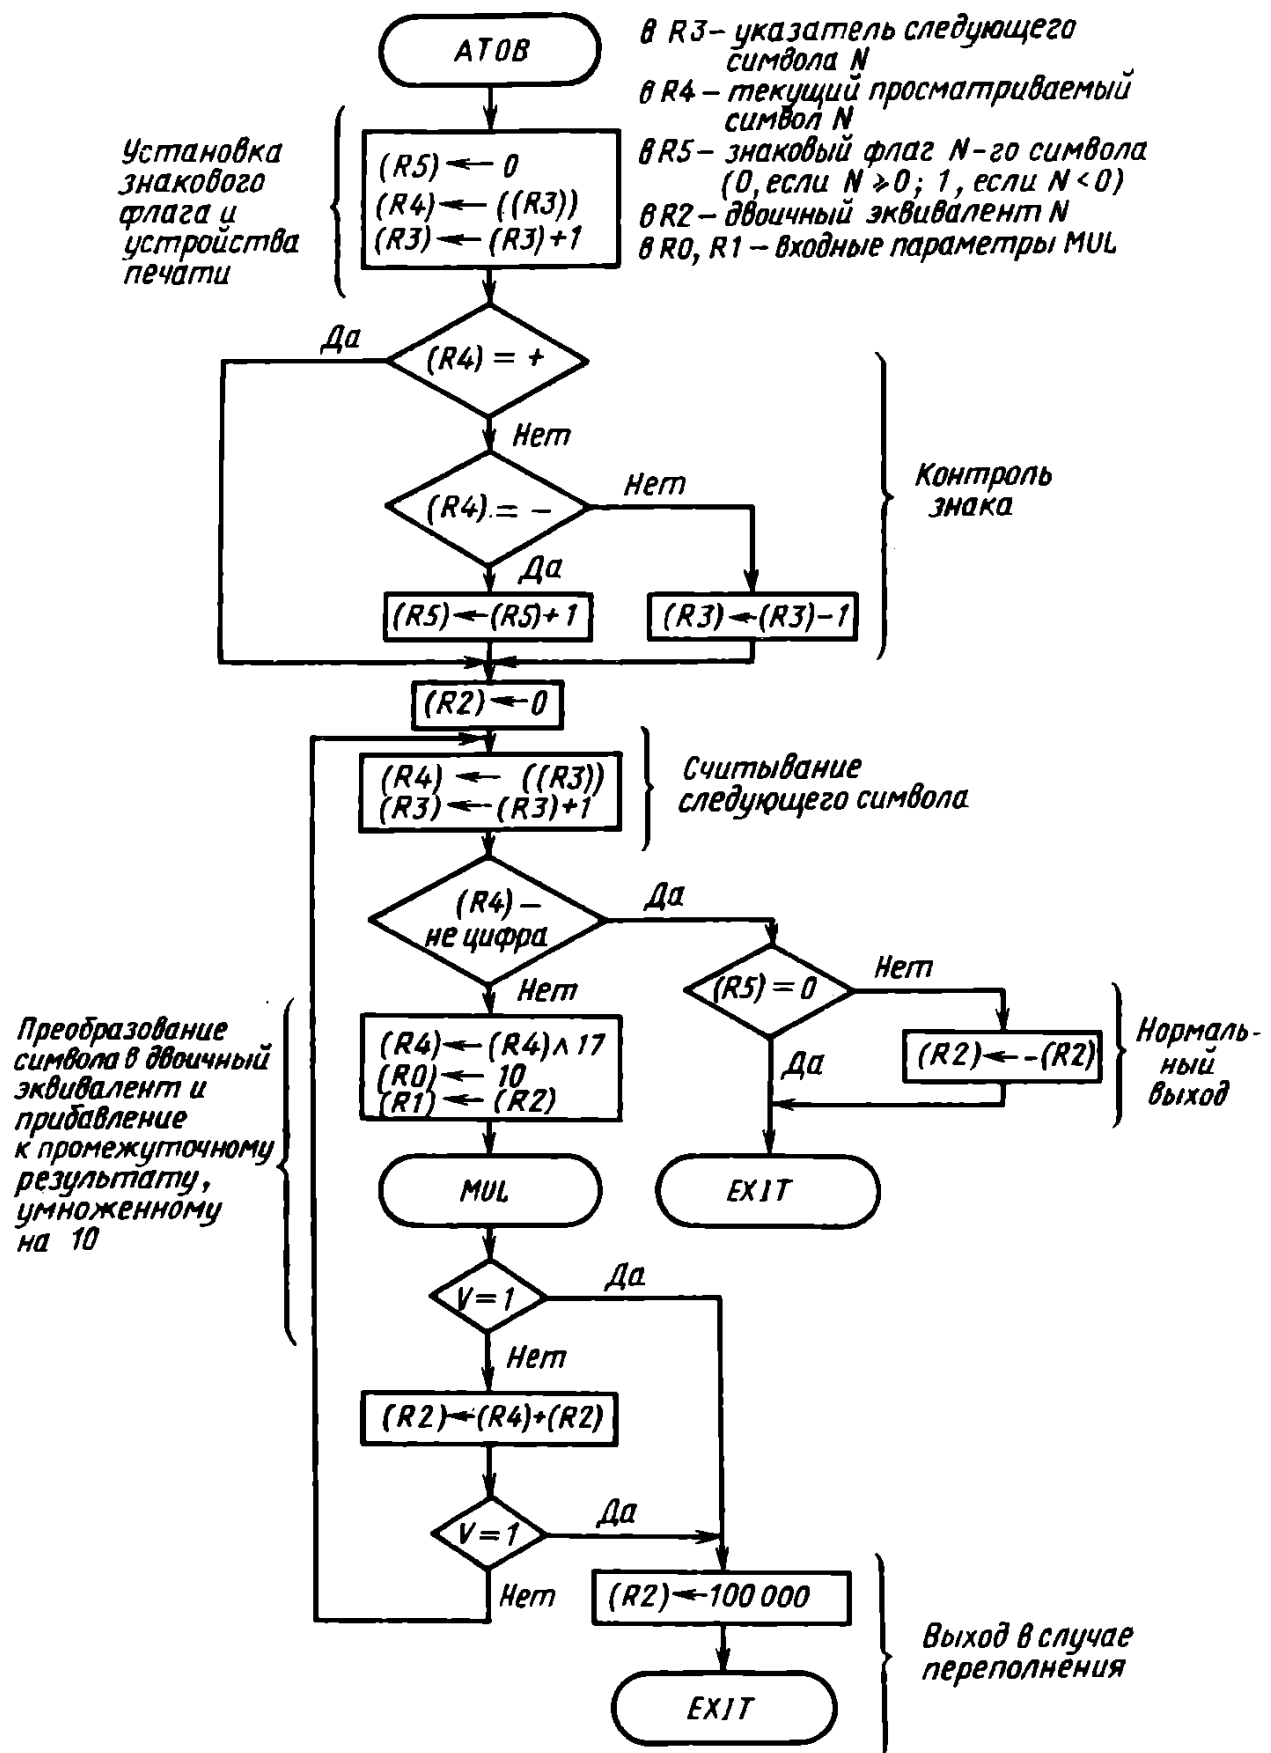 АТОВ
в R3 – указатель следующего
символа N
в R4 – текущий просматриваемый
символ N
в R5 – знаковый флаг N-го символа
(0, если N ⩾ 0; 1, если N < 0)
в R2 – двоичный эквивалент N
в R0, R1 – входные параметры MUL
Установка
знакового
флага и
устройства
печати
(R5) ← 0
(R4) ← ((R3))
(R3) ← (R3)+1
Да
(R4) = +
Нет
(R4) = –
Нет
Контроль
знака
Да
(R5)←(R5)+1
(R3)←(R3)–1
(R2)←0
(R4) ← ((R3))
(R3)←(R3)+1
Считывание
следующего символа
(R4) –
не цифра
Да
Нет
(R5) = 0
Нет
Да
(R2)←-(R2)
Нормаль-
ный
выход
Преобразование
символа в двоичный
эквивалент и
прибавление
к промежуточному
результату,
умноженному
на 10
(R4)←(R4)∧17
(R0)← 10
(R1)← (R2)
MUL
EXIT
V=1
Да
Нет
(R2)←(R4)+(R2)
V=1
Да
Нет
(R2)←100 000
Выход в случае
переполнения
EXIT